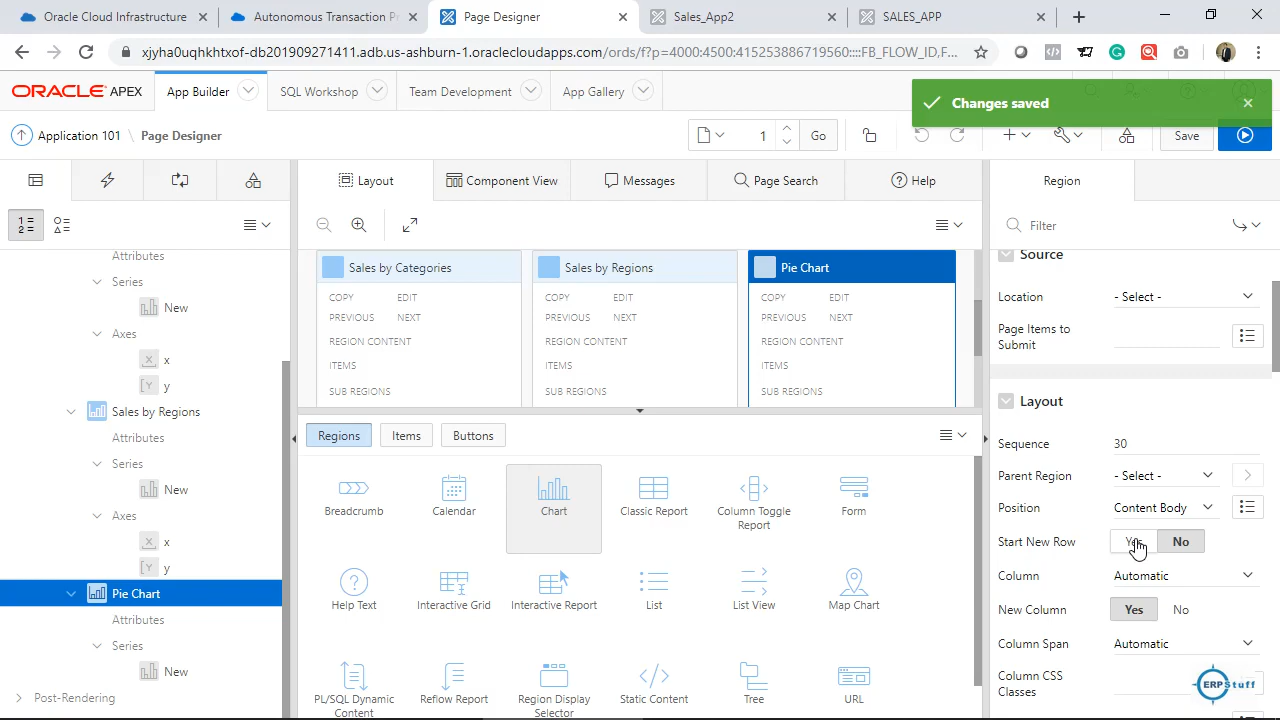 Oracle Cloud Infrastructure
Autonomous Transaction P
Page Designer
Sales_App2
SALES_APP
xjyha0uqhkhtxof-db201909271411.adb.us-ashburn-1.oraclecloudapps.com/ords/f?p=4000:4500:415253886719560::::FB_FLOW_ID,F...
ORACLE APEX
App Builder
SQL Workshop
Team Development
App Gallery
Changes saved
Application 101
Page Designer
1
Go
Save
Layout
Component View
Messages
Page Search
Help
Region
Filter
Attributes
Series
New
Axes
x
y
Sales by Regions
Attributes
Series
New
Axes
x
y
Pie Chart
Attributes
Series
New
Post-Rendering
Sales by Categories
COPY EDIT
PREVIOUS NEXT
REGION CONTENT
ITEMS
SUB REGIONS
Sales by Regions
COPY EDIT
PREVIOUS NEXT
REGION CONTENT
ITEMS
SUB REGIONS
Pie Chart
COPY EDIT
PREVIOUS NEXT
REGION CONTENT
ITEMS
SUB REGIONS
Regions
Items
Buttons
Breadcrumb
Calendar
Chart
Classic Report
Column Toggle
Report
Form
Help Text
Interactive Grid
Interactive Report
List
List View
Map Chart
PL/SQL Dynamic
Content
Reflow Report
Region Display
Selector
Static Content
Tree
URL
Source
Location - Select -
Page Items to
Submit
Layout
Sequence 30
Parent Region - Select -
Position Content Body
Start New Row Yes No
Column Automatic
New Column Yes No
Column Span Automatic
Column CSS
Classes
ERPStuff